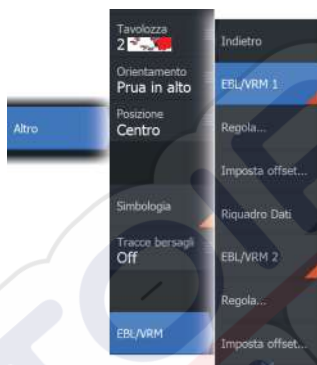 Altro
Tavolozza
2
Orientamento
Prua in alto
Posizione
Centro
Simbologia
Tracce bersagli
Off
EBL/VRM
Indietro
EBL/VRM 1
Regola...
Imposta offset...
Riquadro Dati
EBL/VRM 2
Regola...
Imposta offset...